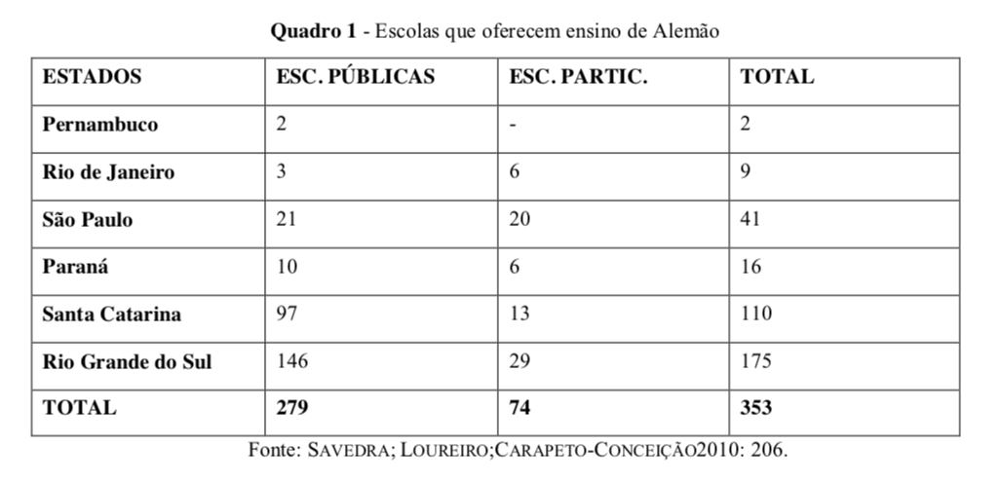 Quadro 1 - Escolas que oferecem ensino de Alemão
ESTADOS ESC. PÚBLICAS ESC. PARTIC. TOTAL
Pernambuco 2 - 2
Rio de Janeiro 3 6 9
São Paulo 21 20 41
Paraná 10 6 16
Santa Catarina 97 13 110
Rio Grande do Sul 146 29 175
TOTAL 279 74 353
Fonte: SAVEDRA; LOUREIRO;CARAPETO-CONCEIÇÃO2010: 206.